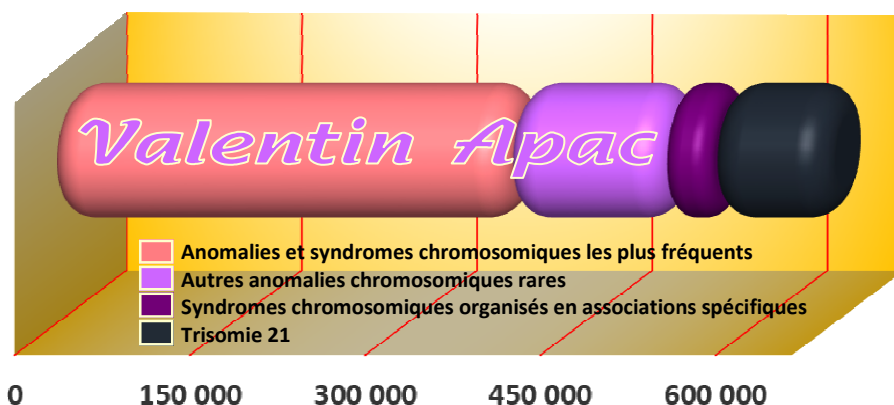 Valentin Apac
Anomalies et syndromes chromosomiques les plus fréquents
Autres anomalies chromosomiques rares
Syndromes chromosomiques organisés en associations spécifiques
Trisomie 21
0 150 000 300 000 450 000 600 000